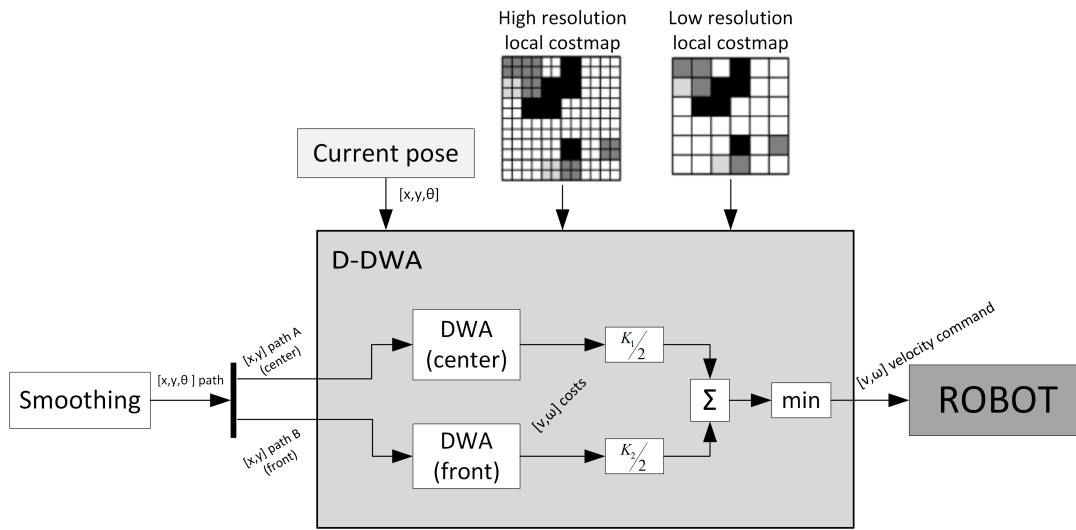 High resolution
local costmap
Low resolution
local costmap
Current pose
[x,y,θ]
D-DWA
[x,y] path A
(center)
DWA
(center)
K₁/2
[v,ω] velocity command
Smoothing
[x,y,θ ] path
[v,ω] costs
Σ
min
ROBOT
[x,y] path B
(front)
DWA
(front)
K₂/2